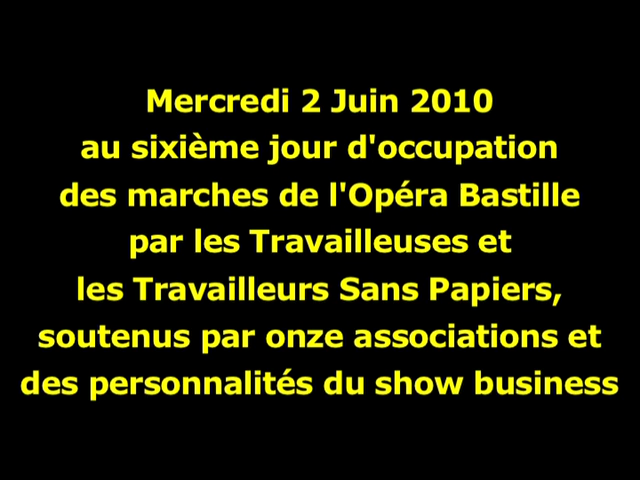 Mercredi 2 Juin 2010
au sixième jour d'occupation
des marches de l'Opéra Bastille
par les Travailleuses et
les Travailleurs Sans Papiers,
soutenus par onze associations et
des personnalités du show business